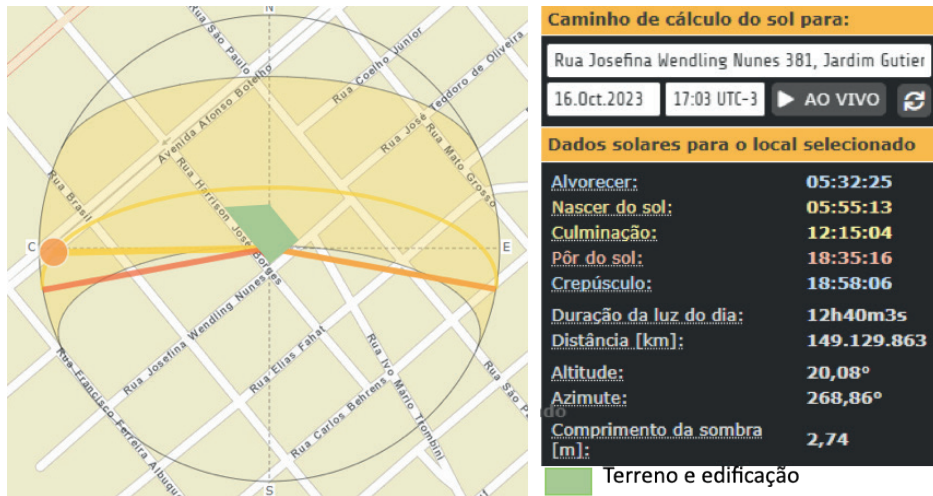 N
Rua São Paulo
Rua Coelho Júnior
Rua José Teodoro de Oliveira
Avenida Afonso Botelho
Rua Mato Grosso
Rua Brasil
Rua Harrison José Borges
C
E
Rua Josefina Wendling Nunes
Rua Elias Fahat
Rua Ivo Mário Trombini
Rua São P
Rua Carlos Behrens
Rua Francisco Ferreira Albuquerq
S
Caminho de cálculo do sol para:
Rua Josefina Wendling Nunes 381, Jardim Gutier
16.Oct.2023 17:03 UTC-3 AO VIVO
Dados solares para o local selecionado
Alvorecer: 05:32:25
Nascer do sol: 05:55:13
Culminação: 12:15:04
Pôr do sol: 18:35:16
Crepúsculo: 18:58:06
Duração da luz do dia: 12h40m3s
Distância [km]: 149.129.863
Altitude: 20,08°
Azimute: 268,86°
Comprimento da sombra
[m]: 2,74
Terreno e edificação